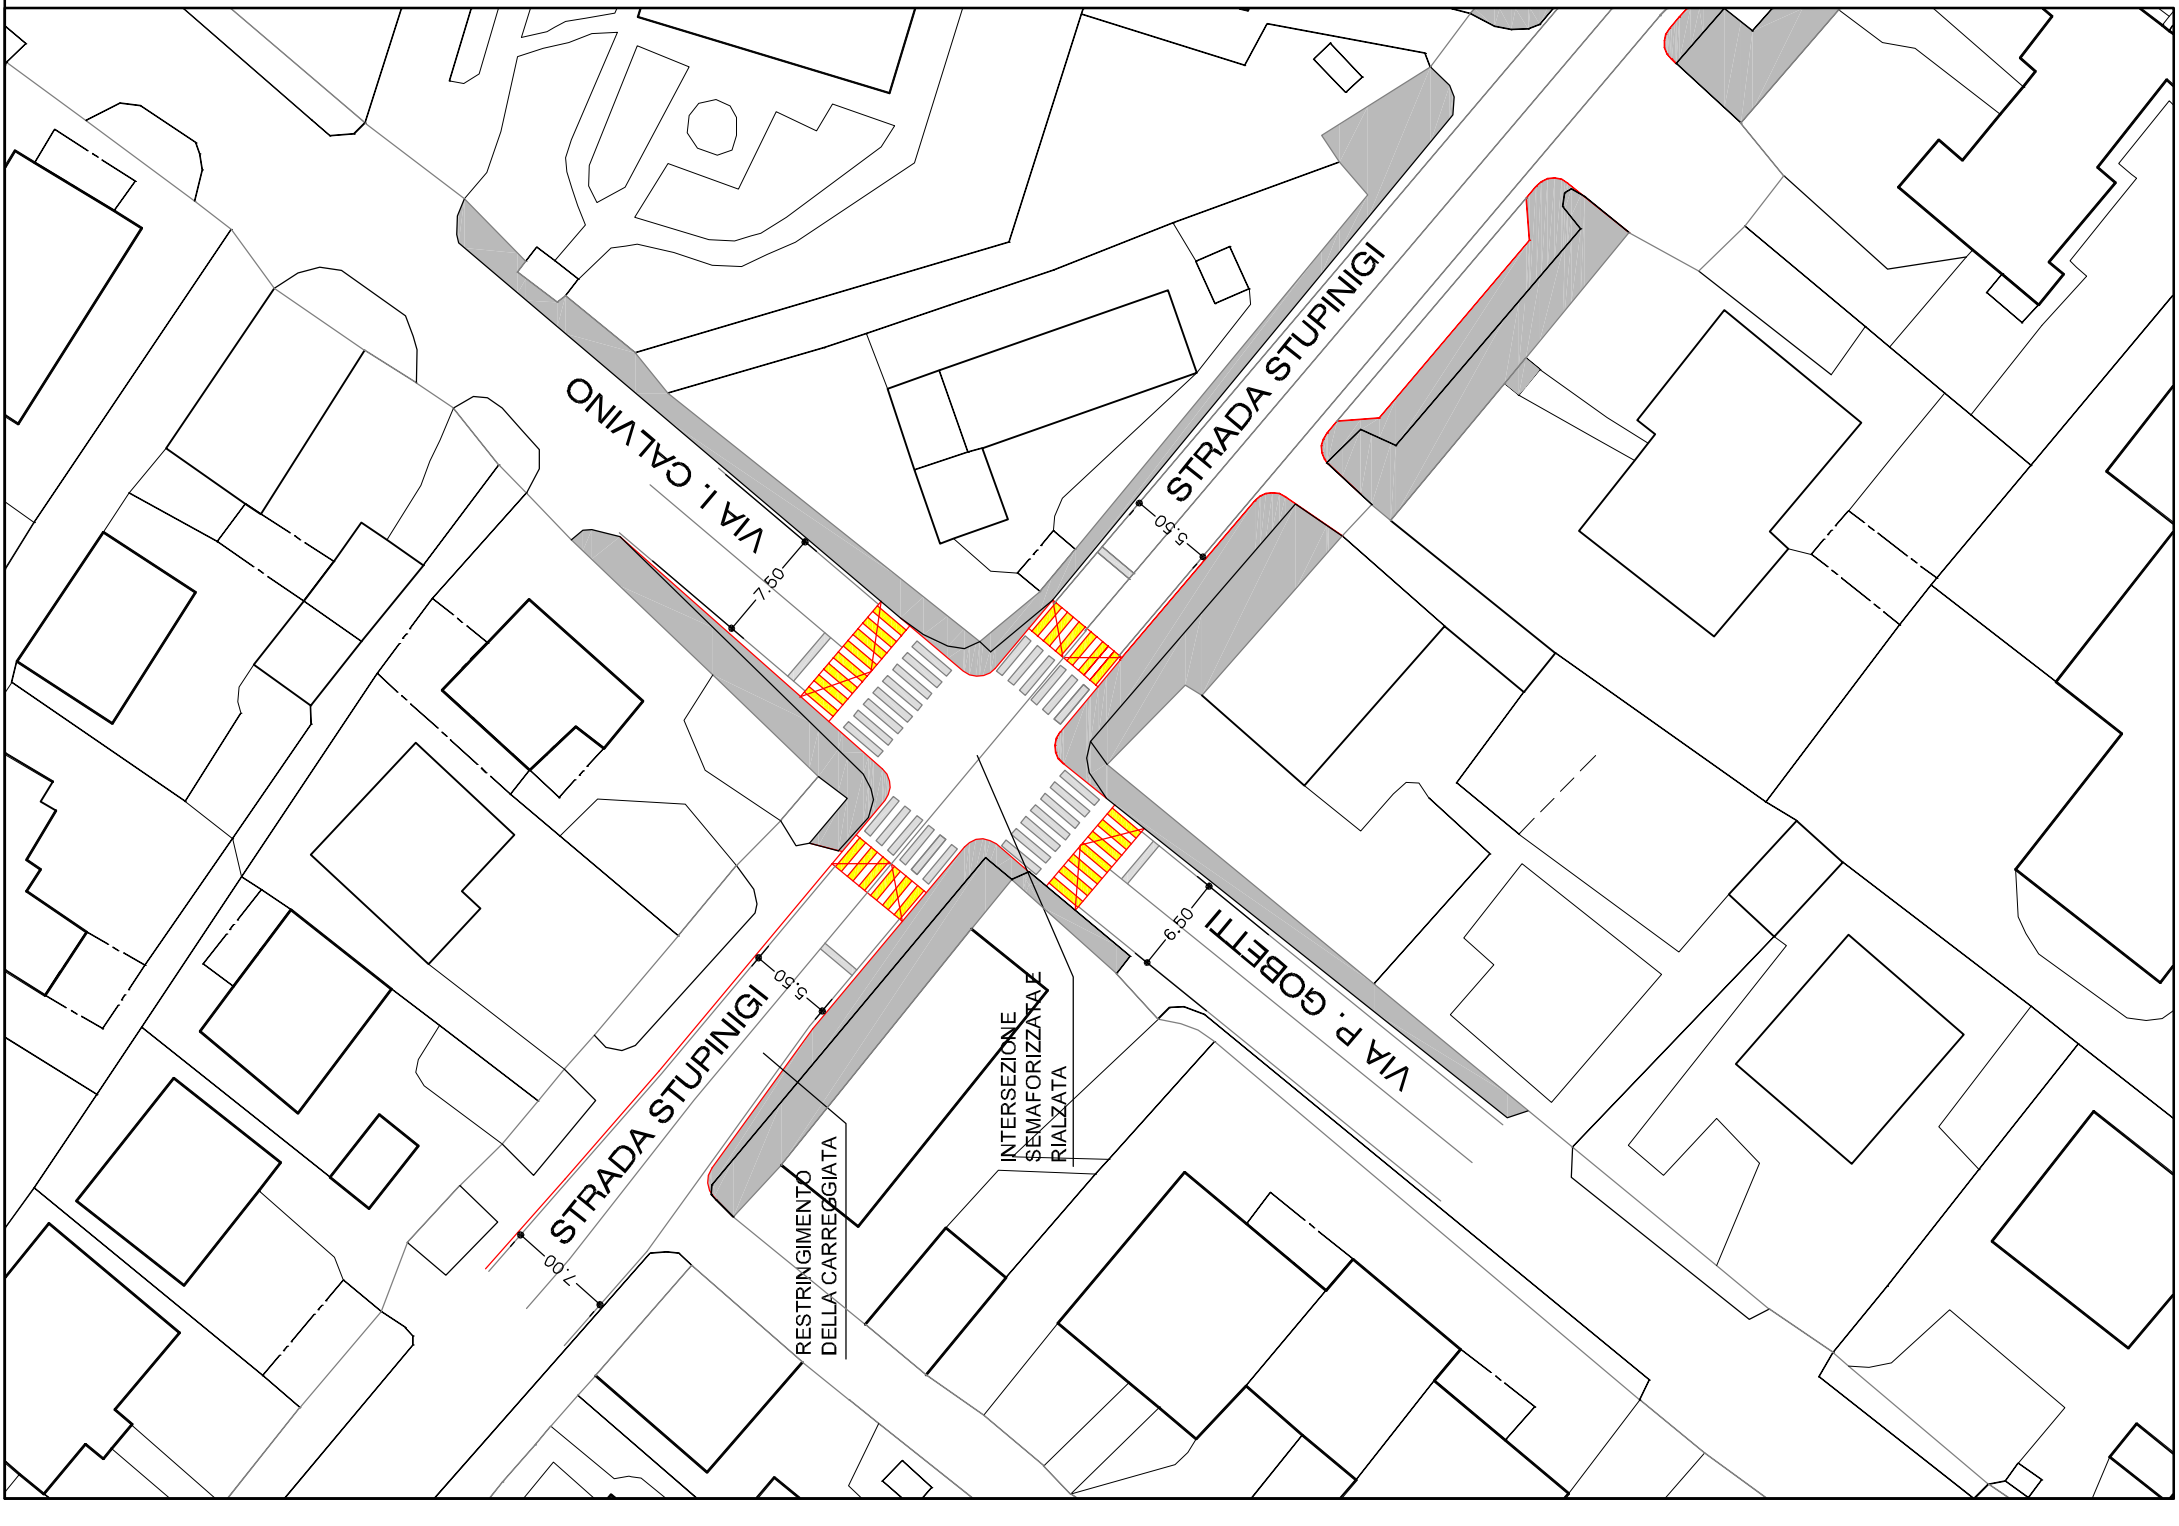 VIA I. CALVINO
STRADA STUPINIGI
5.50
7.50
6.50
VIA P. GOBETTI
5.50
STRADA STUPINIGI
7.00
INTERSEZIONE
SEMAFORIZZATA E
RIALZATA
RESTRINGIMENTO
DELLA CARREGGIATA